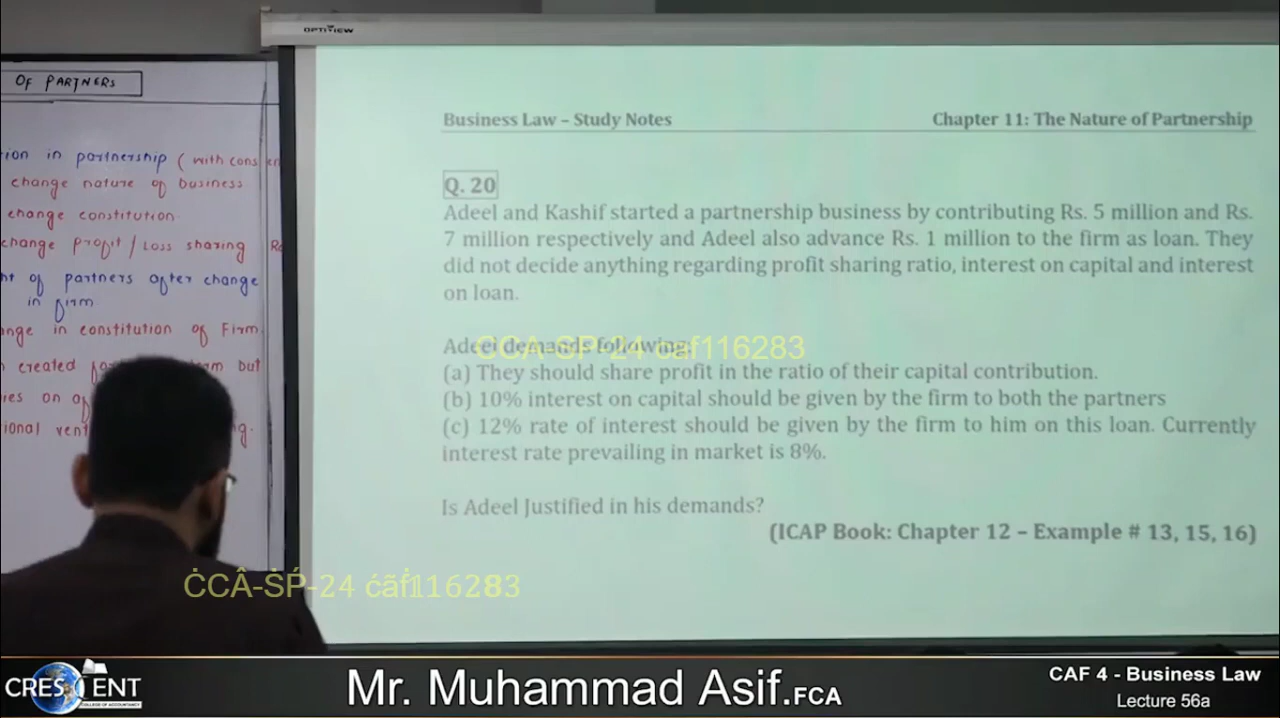 OPTIVIEW
OF PARTNERS
ion in partnership (with cons
change nature of business
change constitution
change Profit / Loss sharing
of partners after change
in firm
in constitution of Firm
created
but
on
Business Law – Study Notes
Chapter 11: The Nature of Partnership
Q. 20
Adeel and Kashif started a partnership business by contributing Rs. 5 million and Rs.
7 million respectively and Adeel also advance Rs. 1 million to the firm as loan. They
did not decide anything regarding profit sharing ratio, interest on capital and interest
on loan.
Adeel demands following:
CCA-SP-24 caf116283
(a) They should share profit in the ratio of their capital contribution.
(b) 10% interest on capital should be given by the firm to both the partners
(c) 12% rate of interest should be given by the firm to him on this loan. Currently
interest rate prevailing in market is 8%.
Is Adeel Justified in his demands?
(ICAP Book: Chapter 12 – Example # 13, 15, 16)
ĊCÂ-ŚṔ-24 ćãf116283
CRESCENT
COLLEGE OF ACCOUNTANCY
Mr. Muhammad Asif.FCA
CAF 4 - Business Law
Lecture 56a